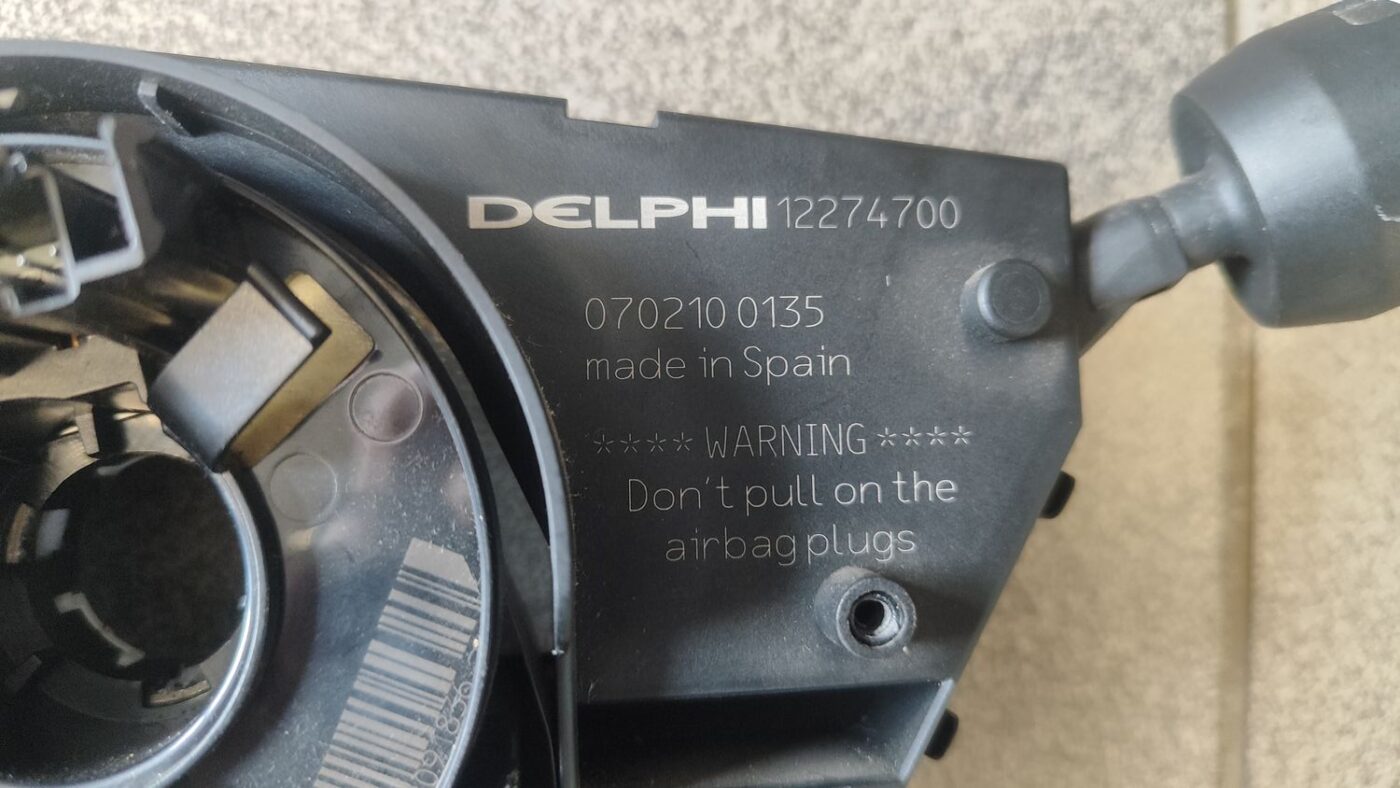 DELPHI 12274700
070210 0135
made in Spain
**** WARNING ****
Don't pull on the
airbag plugs